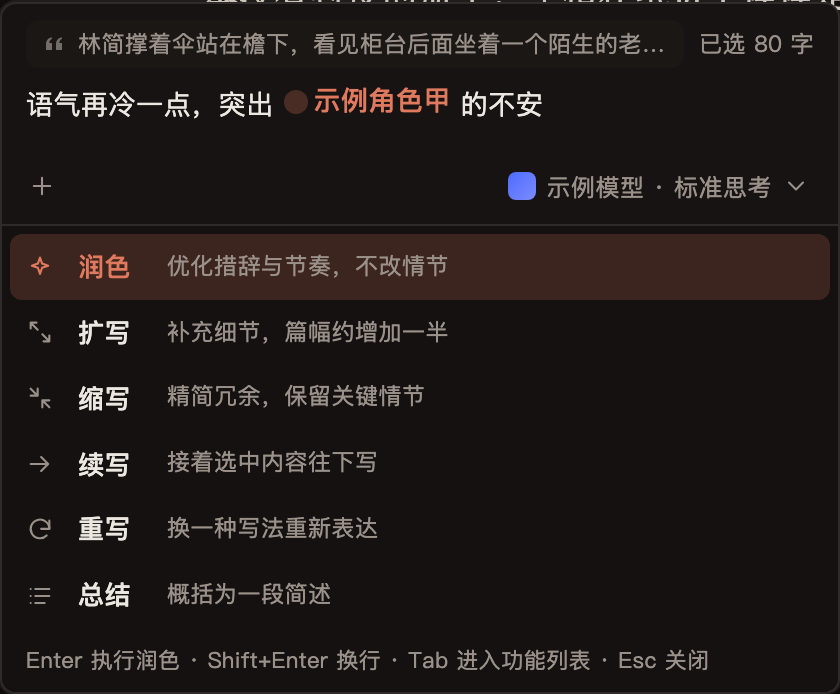 林简撑着伞站在檐下，看见柜台后面坐着一个陌生的老... 已选 80 字
语气再冷一点，突出 示例角色甲 的不安
示例模型 · 标准思考
润色 优化措辞与节奏，不改情节
扩写 补充细节，篇幅约增加一半
缩写 精简冗余，保留关键情节
续写 接着选中内容往下写
重写 换一种写法重新表达
总结 概括为一段简述
Enter 执行润色 · Shift+Enter 换行 · Tab 进入功能列表 · Esc 关闭